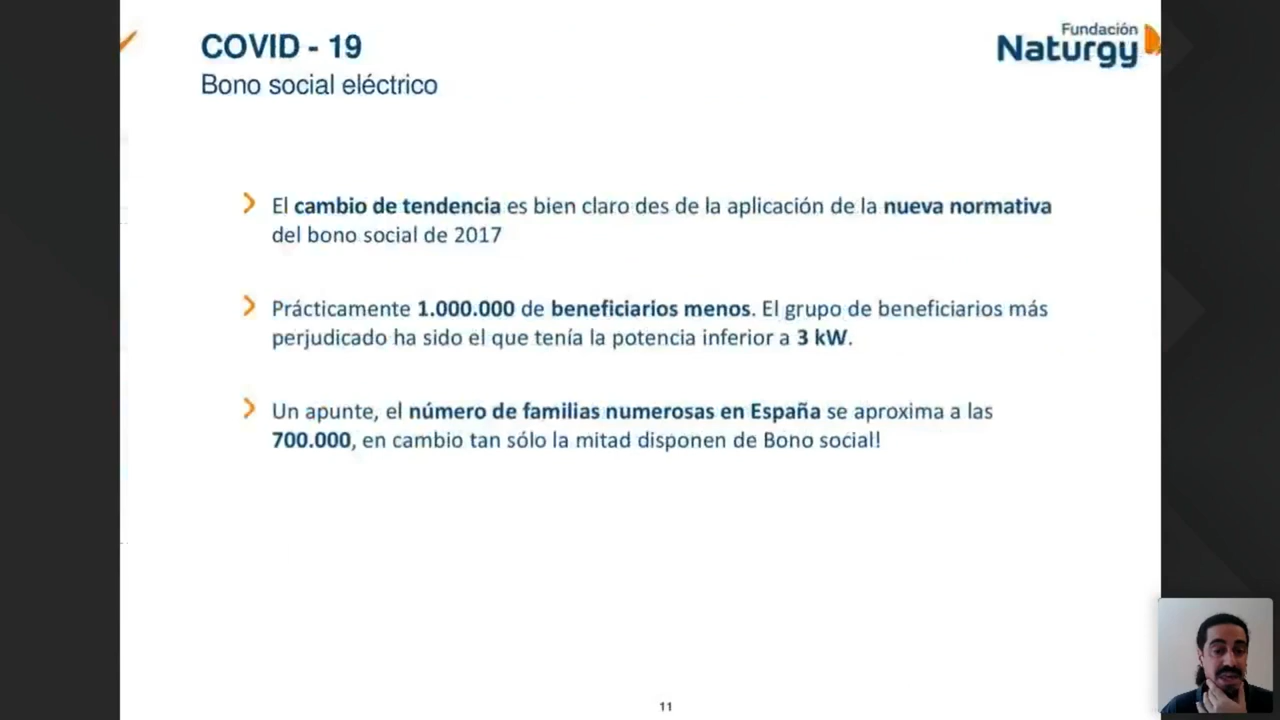 COVID - 19
Fundación
Naturgy
Bono social eléctrico
El cambio de tendencia es bien claro des de la aplicación de la nueva normativa
del bono social de 2017
Prácticamente 1.000.000 de beneficiarios menos. El grupo de beneficiarios más
perjudicado ha sido el que tenía la potencia inferior a 3 kW.
Un apunte, el número de familias numerosas en España se aproxima a las
700.000, en cambio tan sólo la mitad disponen de Bono social!
11